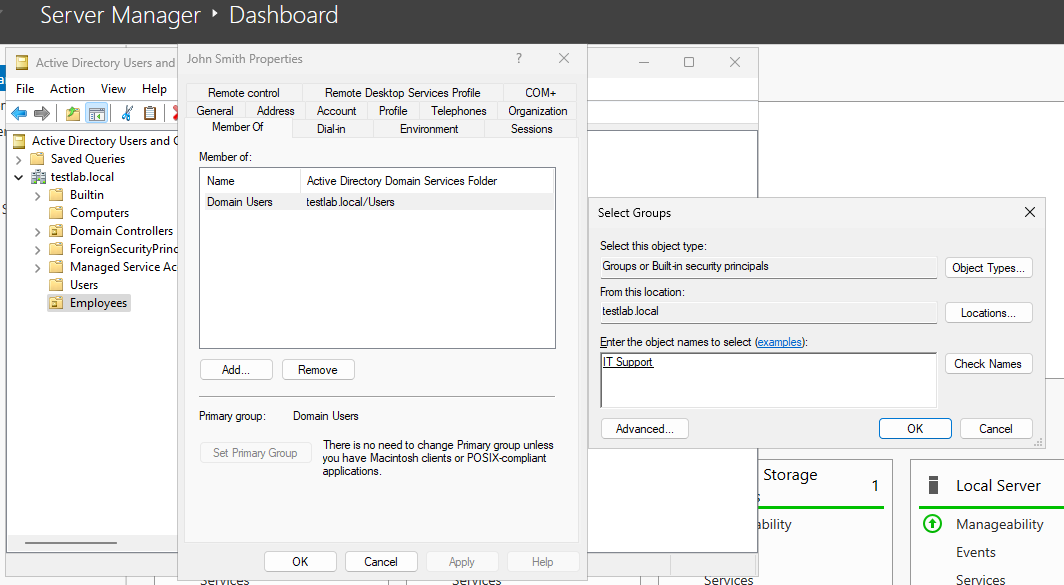 Server Manager ‣ Dashboard
Active Directory Users and
File Action View Help
Active Directory Users and C
Saved Queries
testlab.local
Builtin
Computers
Domain Controllers
ForeignSecurityPrinc
Managed Service Ac
Users
Employees
John Smith Properties
Remote control Remote Desktop Services Profile COM+
General Address Account Profile Telephones Organization
Member Of Dial-in Environment Sessions
Member of:
Name Active Directory Domain Services Folder
Domain Users testlab.local/Users
Add... Remove
Primary group: Domain Users
Set Primary Group
There is no need to change Primary group unless
you have Macintosh clients or POSIX-compliant
applications.
OK Cancel Apply Help
Select Groups
Select this object type:
Groups or Built-in security principals
Object Types...
From this location:
testlab.local
Locations...
Enter the object names to select (examples):
IT Support
Check Names
Advanced... OK Cancel
Storage
1
Local Server
Manageability
Events
Services
Services
Services
Services